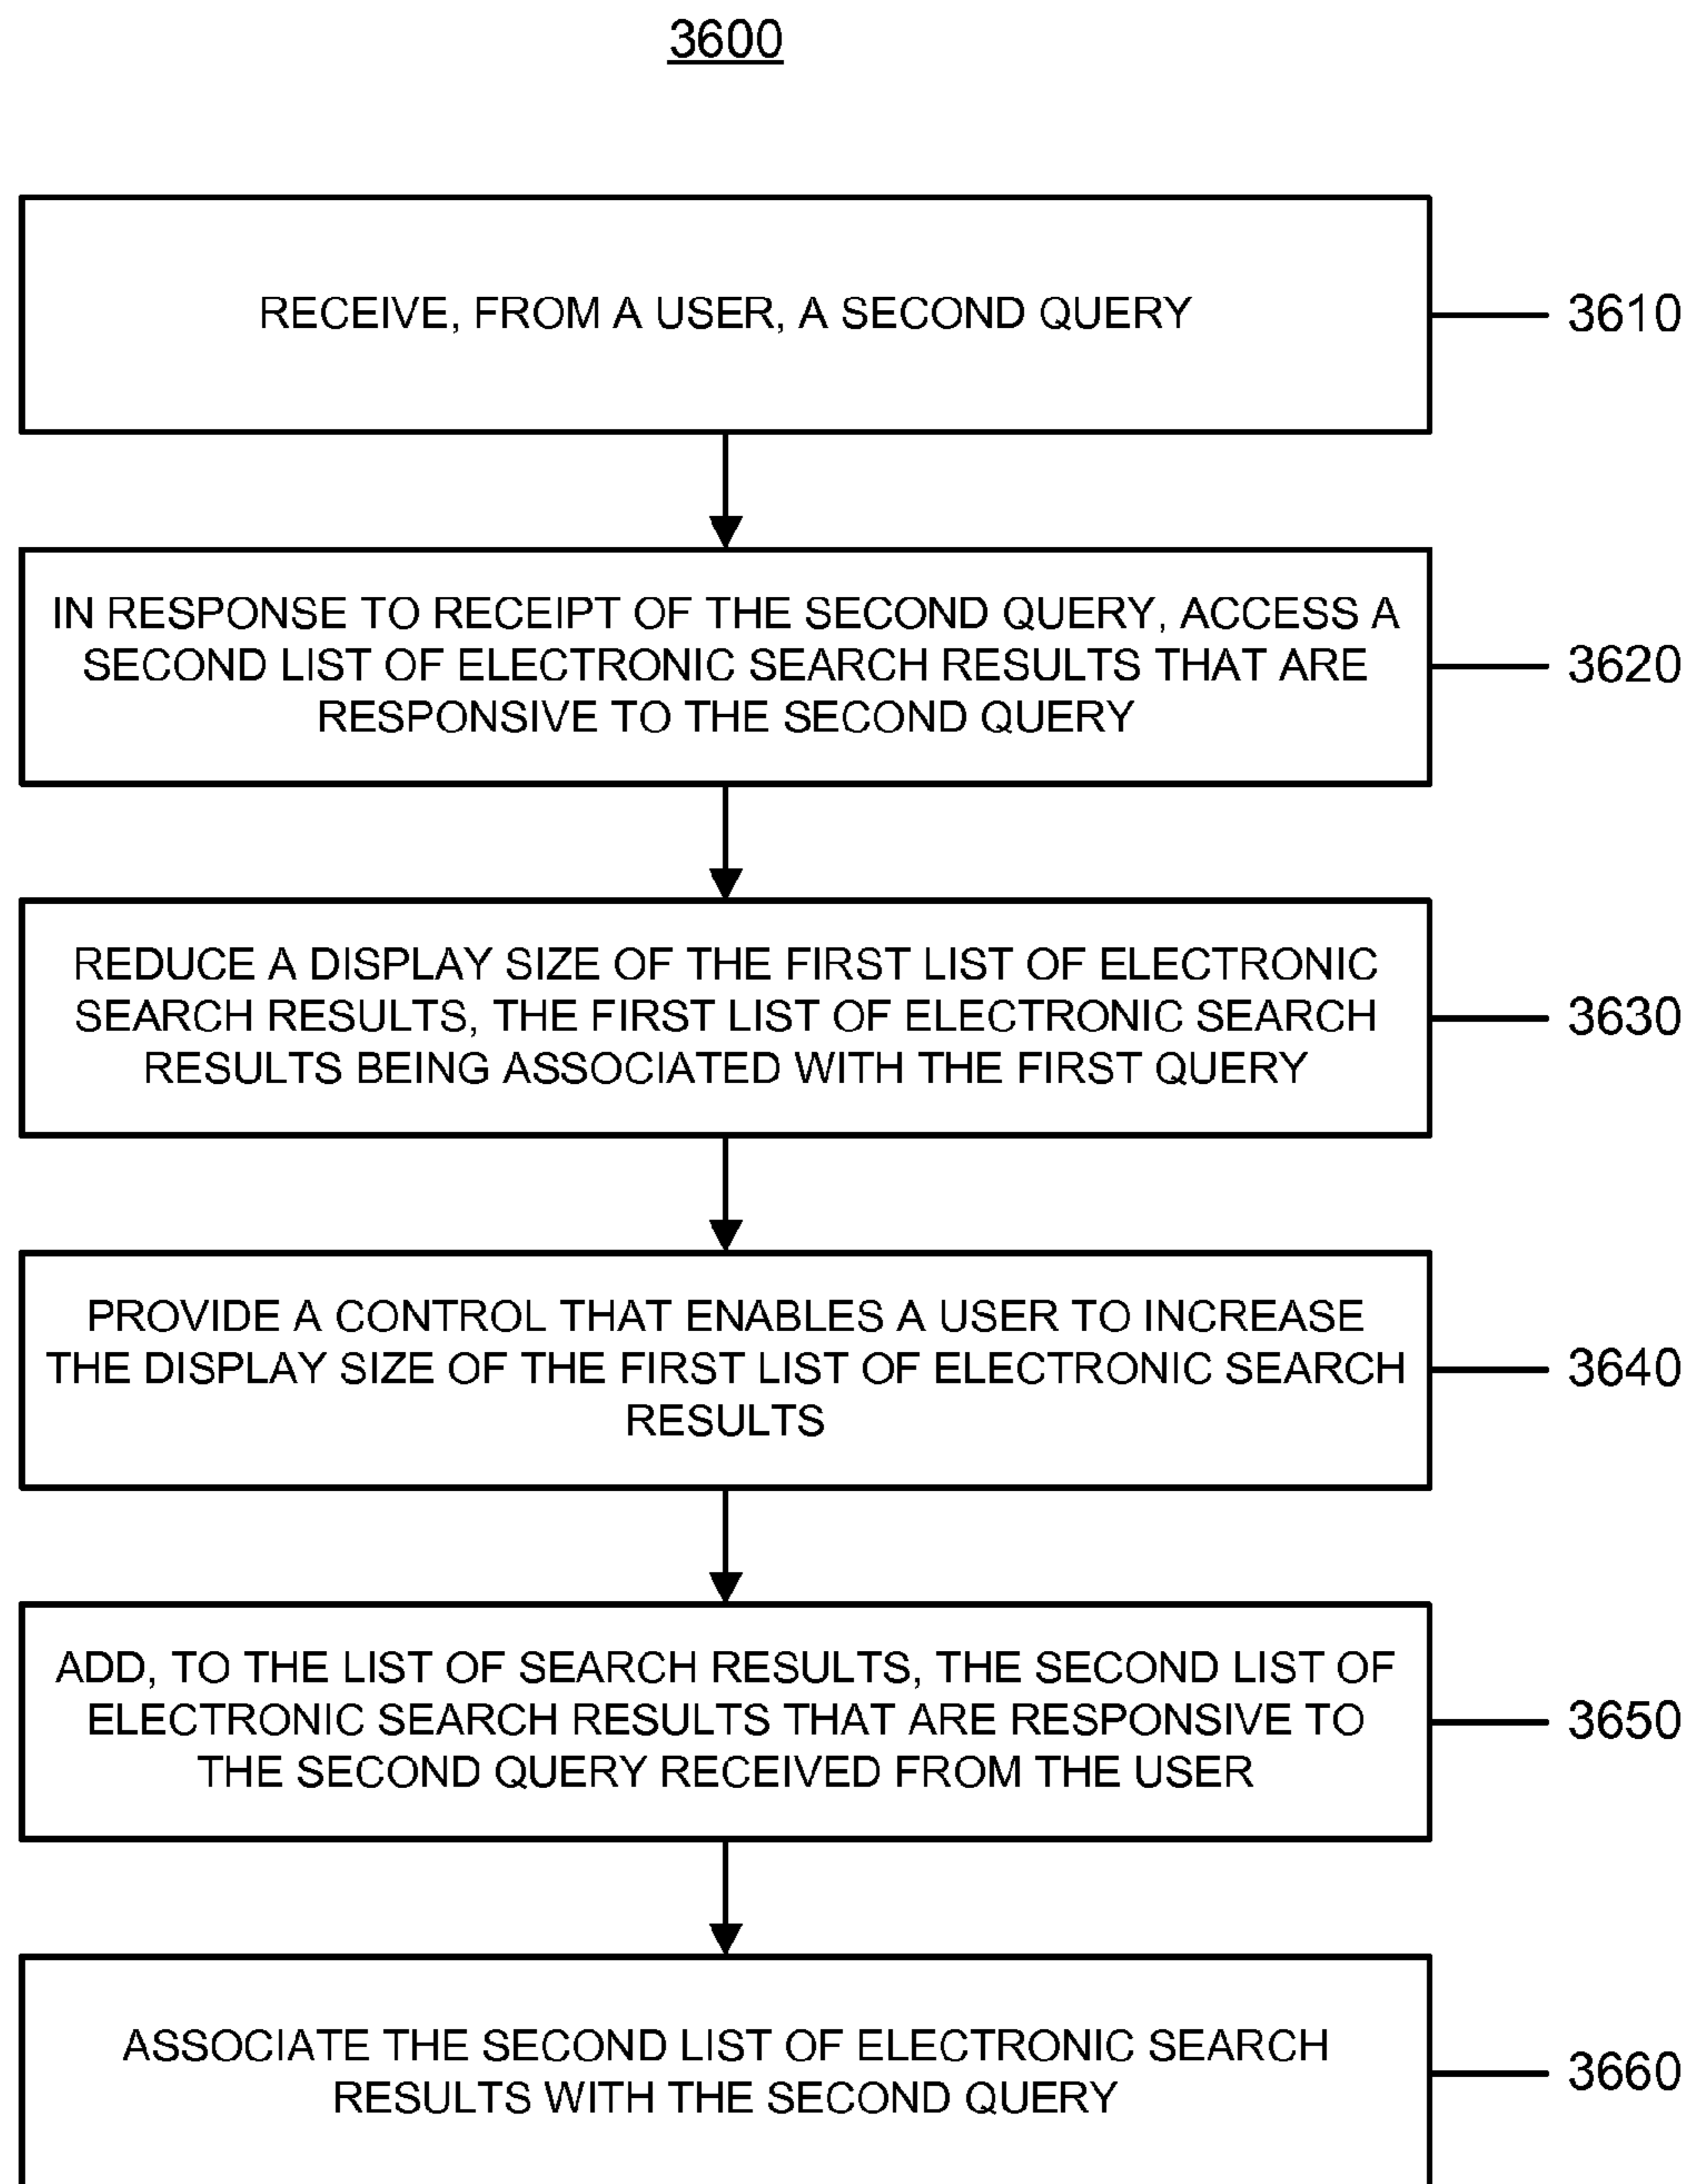 3600
RECEIVE, FROM A USER, A SECOND QUERY
3610
IN RESPONSE TO RECEIPT OF THE SECOND QUERY, ACCESS A
SECOND LIST OF ELECTRONIC SEARCH RESULTS THAT ARE
RESPONSIVE TO THE SECOND QUERY
3620
REDUCE A DISPLAY SIZE OF THE FIRST LIST OF ELECTRONIC
SEARCH RESULTS, THE FIRST LIST OF ELECTRONIC SEARCH
RESULTS BEING ASSOCIATED WITH THE FIRST QUERY
3630
PROVIDE A CONTROL THAT ENABLES A USER TO INCREASE
THE DISPLAY SIZE OF THE FIRST LIST OF ELECTRONIC SEARCH
RESULTS
3640
ADD, TO THE LIST OF SEARCH RESULTS, THE SECOND LIST OF
ELECTRONIC SEARCH RESULTS THAT ARE RESPONSIVE TO
THE SECOND QUERY RECEIVED FROM THE USER
3650
ASSOCIATE THE SECOND LIST OF ELECTRONIC SEARCH
RESULTS WITH THE SECOND QUERY
3660